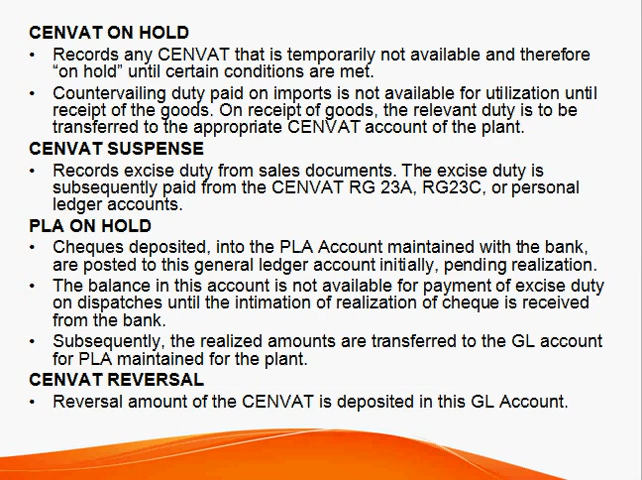 CENVAT ON HOLD
• Records any CENVAT that is temporarily not available and therefore
“on hold” until certain conditions are met.
• Countervailing duty paid on imports is not available for utilization until
receipt of the goods. On receipt of goods, the relevant duty is to be
transferred to the appropriate CENVAT account of the plant.
CENVAT SUSPENSE
• Records excise duty from sales documents. The excise duty is
subsequently paid from the CENVAT RG 23A, RG23C, or personal
ledger accounts.
PLA ON HOLD
• Cheques deposited, into the PLA Account maintained with the bank,
are posted to this general ledger account initially, pending realization.
• The balance in this account is not available for payment of excise duty
on dispatches until the intimation of realization of cheque is received
from the bank.
• Subsequently, the realized amounts are transferred to the GL account
for PLA maintained for the plant.
CENVAT REVERSAL
• Reversal amount of the CENVAT is deposited in this GL Account.